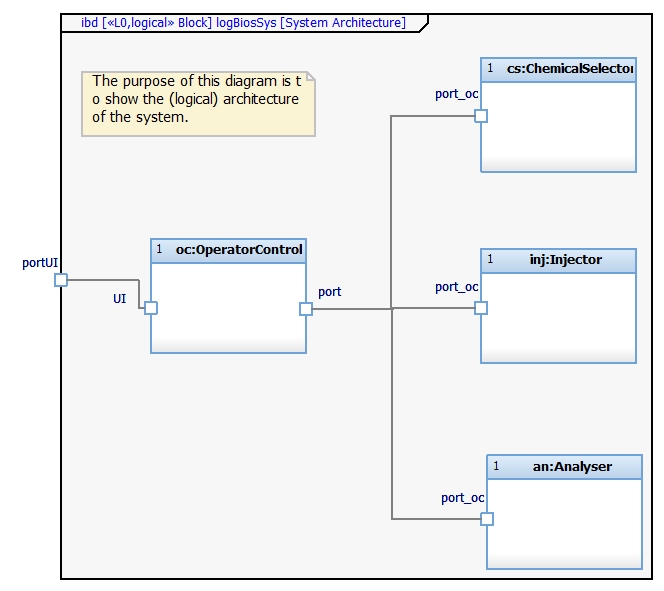 ibd [«L0,logical» Block] logBiosSys [System Architecture]
The purpose of this diagram is t
o show the (logical) architecture
of the system.
1 cs:ChemicalSelector
port_oc
1 oc:OperatorControl
portUI
UI
port
1 inj:Injector
port_oc
1 an:Analyser
port_oc